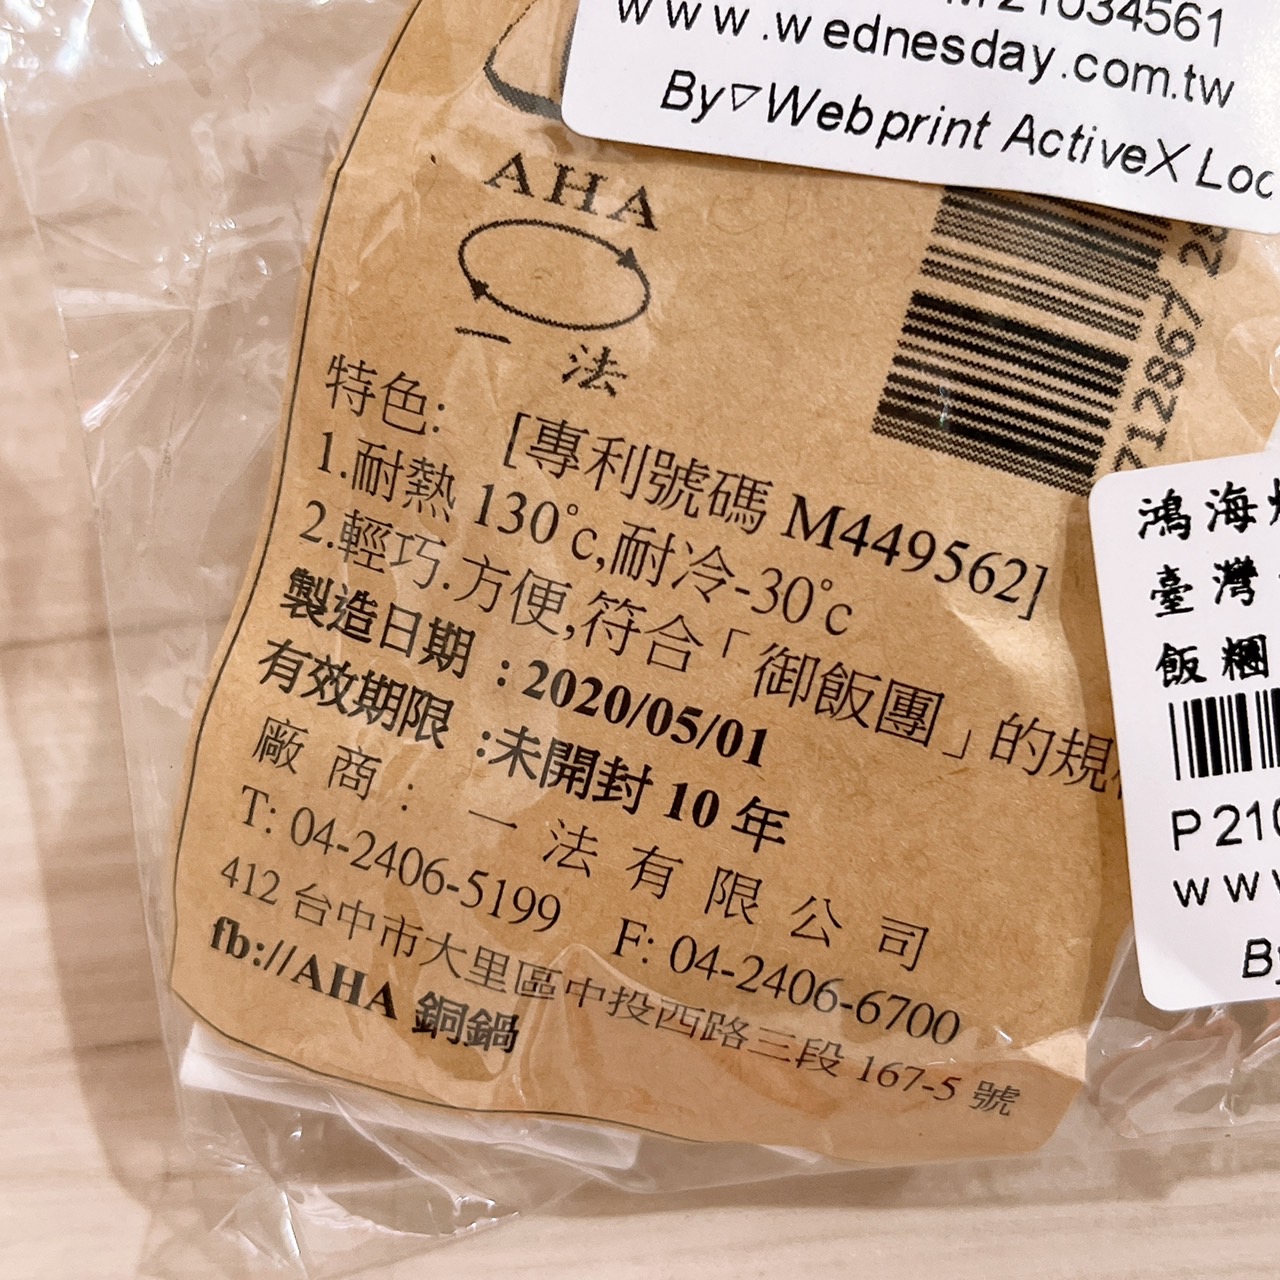 21034561
www.wednesday.com.tw
By▽Webprint ActiveX Loc
AHA
一法
712867 28
特色: [專利號碼 M449562]
1.耐熱 130℃,耐冷-30℃
2.輕巧.方便,符合「御飯團」的規
製造日期 :2020/05/01
有效期限 :未開封 10 年
廠商: 一法有限公司
T: 04-2406-5199 F: 04-2406-6700
412 台中市大里區中投西路三段 167-5 號
fb://AHA 銅鍋
鴻海
臺灣
飯糰
P210
www
By